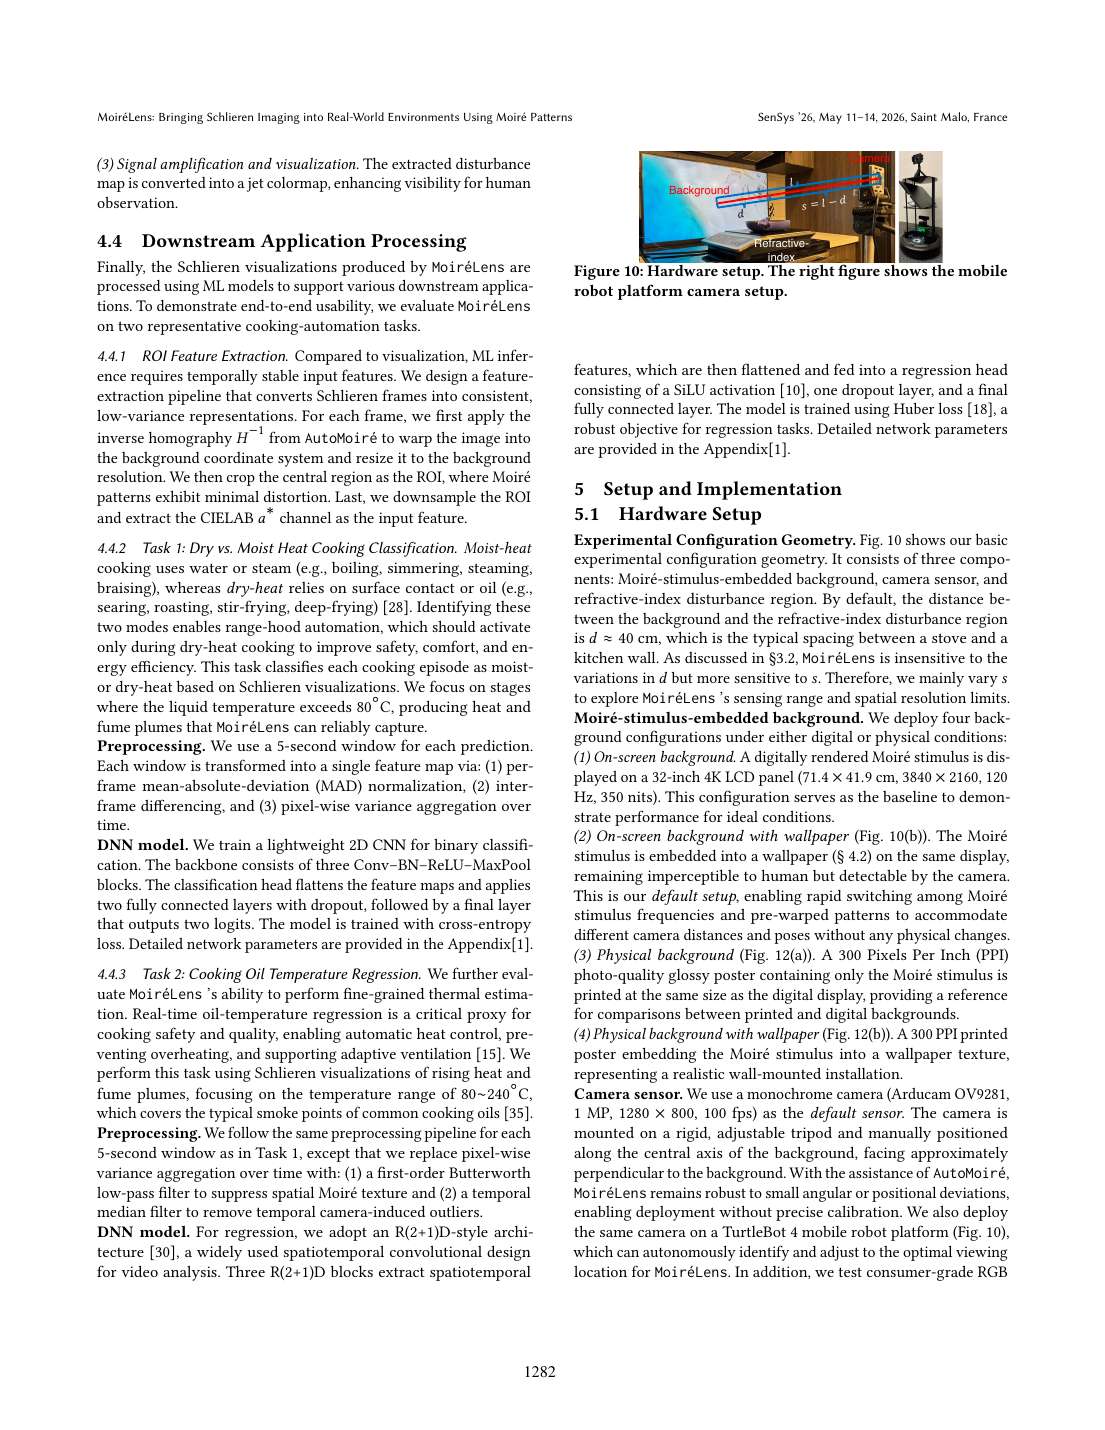 MoiréLens: Bringing Schlieren Imaging into Real-World Environments Using Moiré Patterns
SenSys '26, May 11–14, 2026, Saint Malo, France
(3) Signal amplification and visualization. The extracted disturbance
map is converted into a jet colormap, enhancing visibility for human
observation.
4.4 Downstream Application Processing
Finally, the Schlieren visualizations produced by MoiréLens are
processed using ML models to support various downstream applica-
tions. To demonstrate end-to-end usability, we evaluate MoiréLens
on two representative cooking-automation tasks.
4.4.1 ROI Feature Extraction. Compared to visualization, ML infer-
ence requires temporally stable input features. We design a feature-
extraction pipeline that converts Schlieren frames into consistent,
low-variance representations. For each frame, we first apply the
inverse homography H⁻¹ from AutoMoiré to warp the image into
the background coordinate system and resize it to the background
resolution. We then crop the central region as the ROI, where Moiré
patterns exhibit minimal distortion. Last, we downsample the ROI
and extract the CIELAB a* channel as the input feature.
4.4.2 Task 1: Dry vs. Moist Heat Cooking Classification. Moist-heat
cooking uses water or steam (e.g., boiling, simmering, steaming,
braising), whereas dry-heat relies on surface contact or oil (e.g.,
searing, roasting, stir-frying, deep-frying) [28]. Identifying these
two modes enables range-hood automation, which should activate
only during dry-heat cooking to improve safety, comfort, and en-
ergy efficiency. This task classifies each cooking episode as moist-
or dry-heat based on Schlieren visualizations. We focus on stages
where the liquid temperature exceeds 80°C, producing heat and
fume plumes that MoiréLens can reliably capture.
Preprocessing. We use a 5-second window for each prediction.
Each window is transformed into a single feature map via: (1) per-
frame mean-absolute-deviation (MAD) normalization, (2) inter-
frame differencing, and (3) pixel-wise variance aggregation over
time.
DNN model. We train a lightweight 2D CNN for binary classifi-
cation. The backbone consists of three Conv–BN–ReLU–MaxPool
blocks. The classification head flattens the feature maps and applies
two fully connected layers with dropout, followed by a final layer
that outputs two logits. The model is trained with cross-entropy
loss. Detailed network parameters are provided in the Appendix[1].
4.4.3 Task 2: Cooking Oil Temperature Regression. We further eval-
uate MoiréLens 's ability to perform fine-grained thermal estima-
tion. Real-time oil-temperature regression is a critical proxy for
cooking safety and quality, enabling automatic heat control, pre-
venting overheating, and supporting adaptive ventilation [15]. We
perform this task using Schlieren visualizations of rising heat and
fume plumes, focusing on the temperature range of 80~240°C,
which covers the typical smoke points of common cooking oils [35].
Preprocessing. We follow the same preprocessing pipeline for each
5-second window as in Task 1, except that we replace pixel-wise
variance aggregation over time with: (1) a first-order Butterworth
low-pass filter to suppress spatial Moiré texture and (2) a temporal
median filter to remove temporal camera-induced outliers.
DNN model. For regression, we adopt an R(2+1)D-style archi-
tecture [30], a widely used spatiotemporal convolutional design
for video analysis. Three R(2+1)D blocks extract spatiotemporal
Camera
Background
l
s = l − d
d
Refractive-
index
Figure 10: Hardware setup. The right figure shows the mobile
robot platform camera setup.
features, which are then flattened and fed into a regression head
consisting of a SiLU activation [10], one dropout layer, and a final
fully connected layer. The model is trained using Huber loss [18], a
robust objective for regression tasks. Detailed network parameters
are provided in the Appendix[1].
5 Setup and Implementation
5.1 Hardware Setup
Experimental Configuration Geometry. Fig. 10 shows our basic
experimental configuration geometry. It consists of three compo-
nents: Moiré-stimulus-embedded background, camera sensor, and
refractive-index disturbance region. By default, the distance be-
tween the background and the refractive-index disturbance region
is d ≈ 40 cm, which is the typical spacing between a stove and a
kitchen wall. As discussed in §3.2, MoiréLens is insensitive to the
variations in d but more sensitive to s. Therefore, we mainly vary s
to explore MoiréLens 's sensing range and spatial resolution limits.
Moiré-stimulus-embedded background. We deploy four back-
ground configurations under either digital or physical conditions:
(1) On-screen background. A digitally rendered Moiré stimulus is dis-
played on a 32-inch 4K LCD panel (71.4 × 41.9 cm, 3840 × 2160, 120
Hz, 350 nits). This configuration serves as the baseline to demon-
strate performance for ideal conditions.
(2) On-screen background with wallpaper (Fig. 10(b)). The Moiré
stimulus is embedded into a wallpaper (§ 4.2) on the same display,
remaining imperceptible to human but detectable by the camera.
This is our default setup, enabling rapid switching among Moiré
stimulus frequencies and pre-warped patterns to accommodate
different camera distances and poses without any physical changes.
(3) Physical background (Fig. 12(a)). A 300 Pixels Per Inch (PPI)
photo-quality glossy poster containing only the Moiré stimulus is
printed at the same size as the digital display, providing a reference
for comparisons between printed and digital backgrounds.
(4) Physical background with wallpaper (Fig. 12(b)). A 300 PPI printed
poster embedding the Moiré stimulus into a wallpaper texture,
representing a realistic wall-mounted installation.
Camera sensor. We use a monochrome camera (Arducam OV9281,
1 MP, 1280 × 800, 100 fps) as the default sensor. The camera is
mounted on a rigid, adjustable tripod and manually positioned
along the central axis of the background, facing approximately
perpendicular to the background. With the assistance of AutoMoiré,
MoiréLens remains robust to small angular or positional deviations,
enabling deployment without precise calibration. We also deploy
the same camera on a TurtleBot 4 mobile robot platform (Fig. 10),
which can autonomously identify and adjust to the optimal viewing
location for MoiréLens. In addition, we test consumer-grade RGB
1282